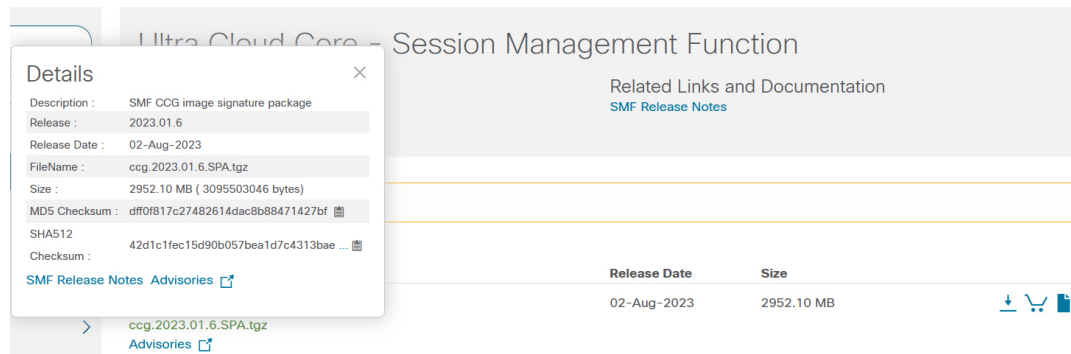 Ultra Cloud Core - Session Management Function
Related Links and Documentation
SMF Release Notes
Details
Description : SMF CCG image signature package
Release : 2023.01.6
Release Date : 02-Aug-2023
FileName : ccg.2023.01.6.SPA.tgz
Size : 2952.10 MB ( 3095503046 bytes)
MD5 Checksum : dff0f817c27482614dac8b88471427bf
SHA512
Checksum : 42d1c1fec15d90b057bea1d7c4313bae ...
SMF Release Notes Advisories
Release Date Size
02-Aug-2023 2952.10 MB
ccg.2023.01.6.SPA.tgz
Advisories